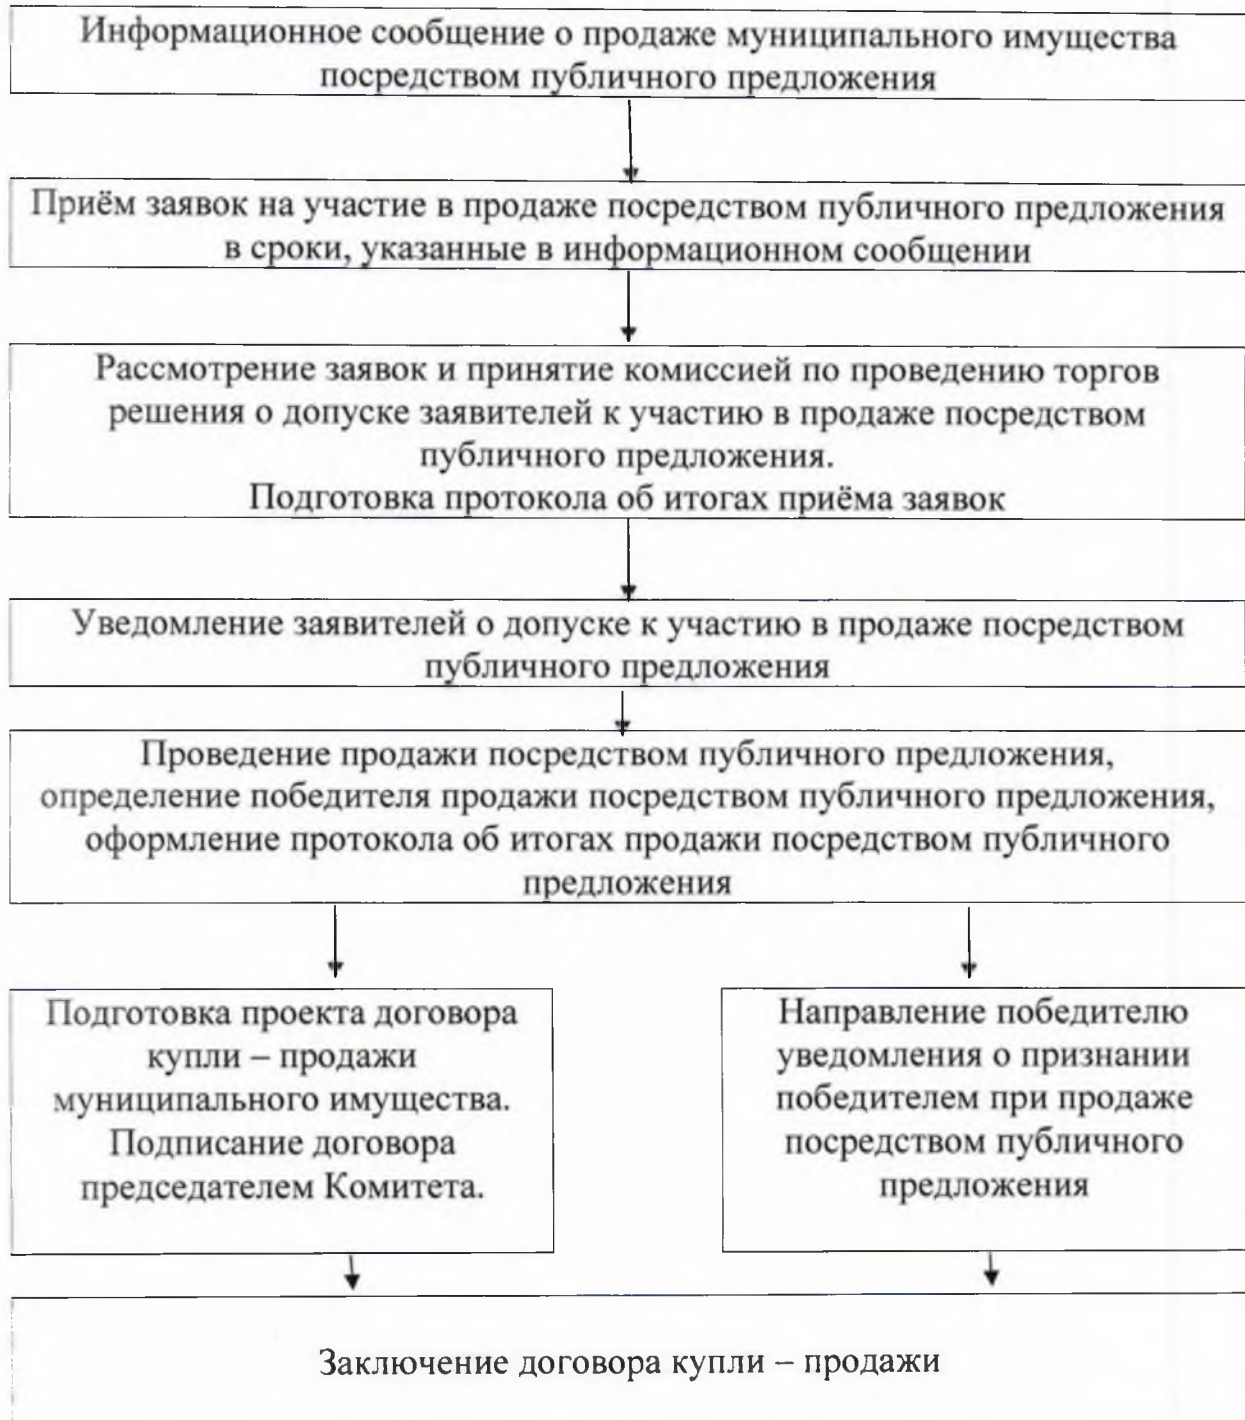 Информационное сообщение о продаже муниципального имущества
посредством публичного предложения
Приём заявок на участие в продаже посредством публичного предложения
в сроки, указанные в информационном сообщении
Рассмотрение заявок и принятие комиссией по проведению торгов
решения о допуске заявителей к участию в продаже посредством
публичного предложения.
Подготовка протокола об итогах приёма заявок
Уведомление заявителей о допуске к участию в продаже посредством
публичного предложения
Проведение продажи посредством публичного предложения,
определение победителя продажи посредством публичного предложения,
оформление протокола об итогах продажи посредством публичного
предложения
Подготовка проекта договора
купли – продажи
муниципального имущества.
Подписание договора
председателем Комитета.
Направление победителю
уведомления о признании
победителем при продаже
посредством публичного
предложения
Заключение договора купли – продажи